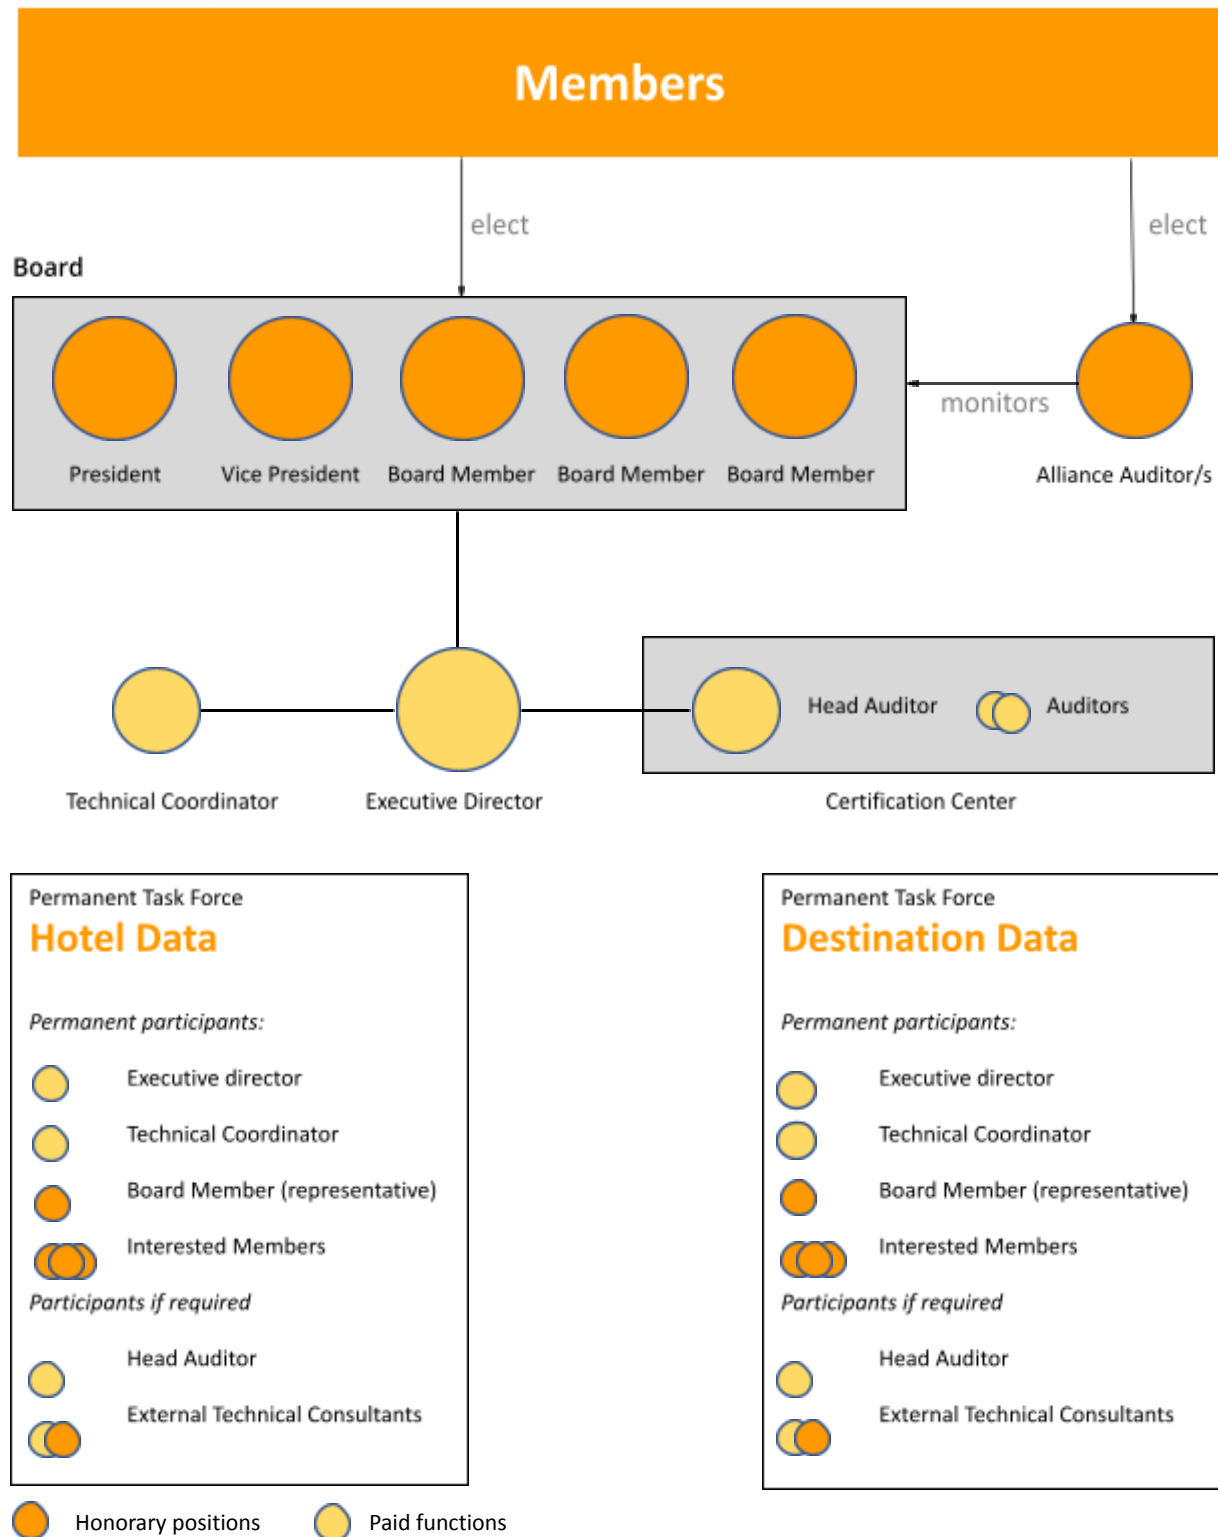 Members
elect
elect
Board
monitors
President
Vice President
Board Member
Board Member
Board Member
Alliance Auditor/s
Head Auditor
Auditors
Technical Coordinator
Executive Director
Certification Center
Permanent Task Force
Hotel Data
Permanent participants:
Executive director
Technical Coordinator
Board Member (representative)
Interested Members
Participants if required
Head Auditor
External Technical Consultants
Permanent Task Force
Destination Data
Permanent participants:
Executive director
Technical Coordinator
Board Member (representative)
Interested Members
Participants if required
Head Auditor
External Technical Consultants
Honorary positions
Paid functions